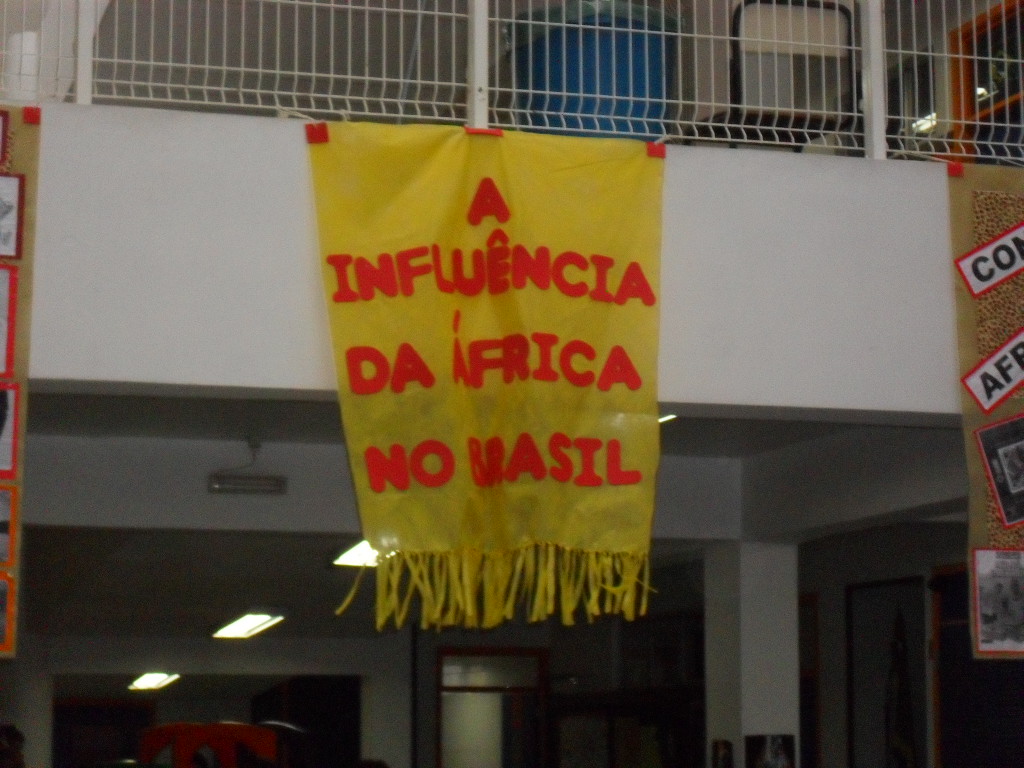 A
INFLUÊNCIA
DA ÁFRICA
NO BRASIL